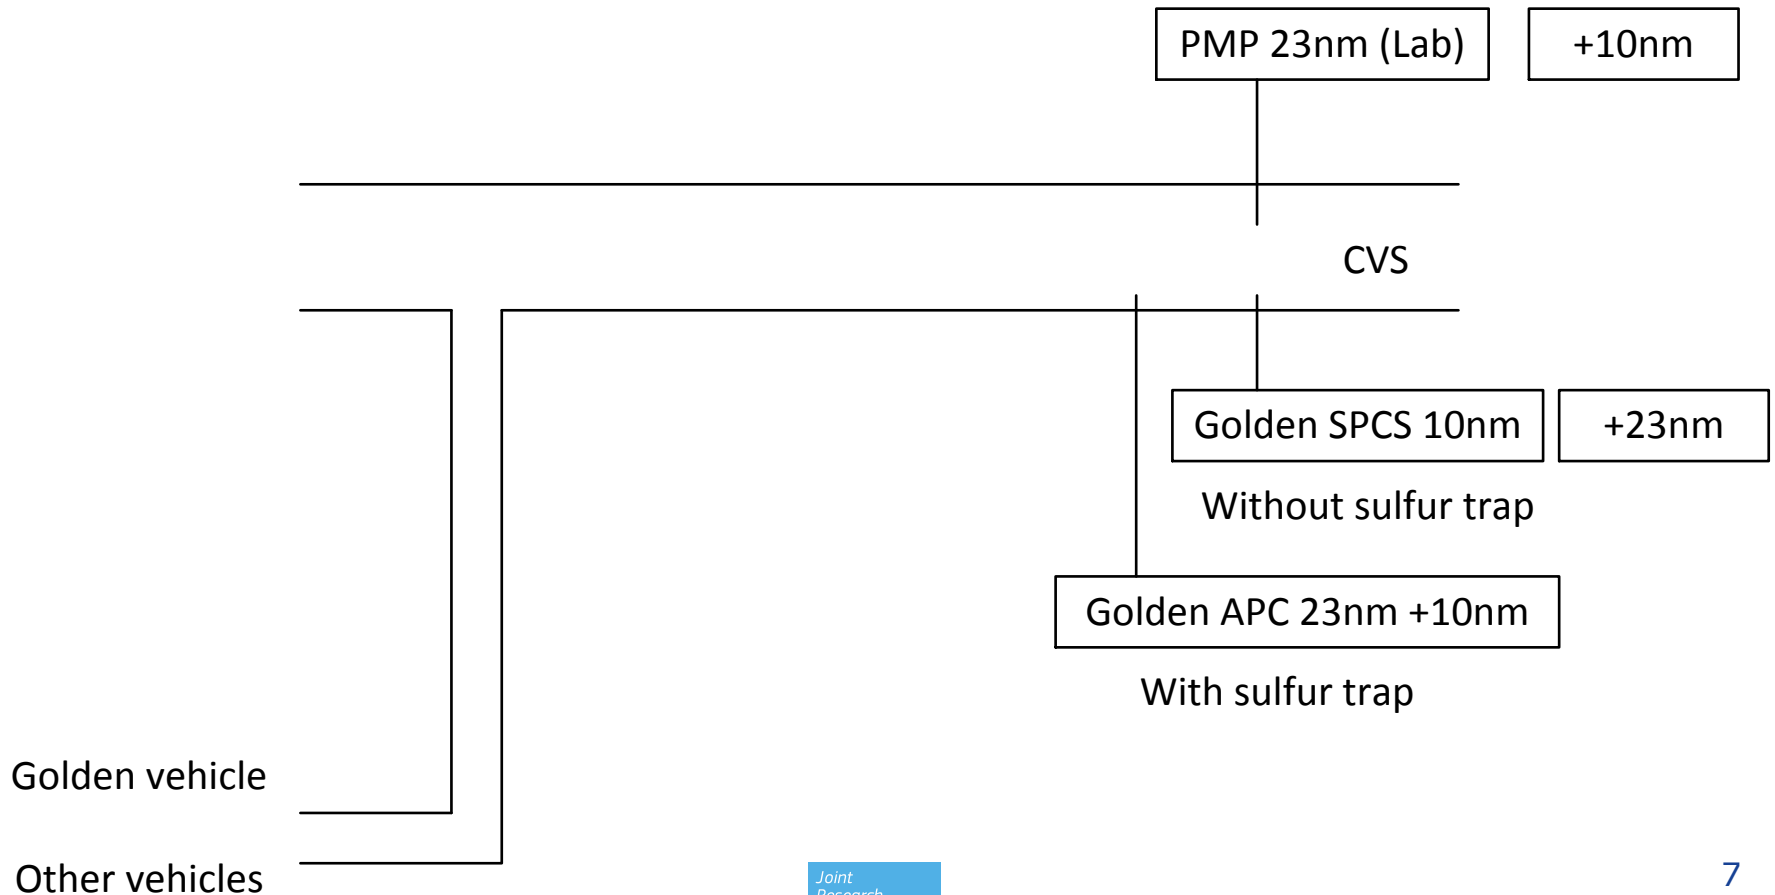 PMP 23nm (Lab) +10nm
CVS
Golden SPCS 10nm +23nm
Without sulfur trap
Golden APC 23nm +10nm
With sulfur trap
Golden vehicle
Other vehicles
Joint
Research
7